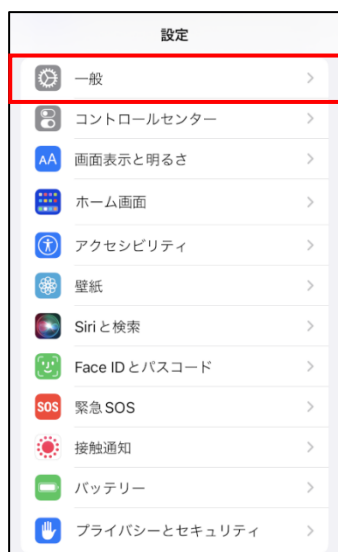 設定
一般
コントロールセンター
AA 画面表示と明るさ
ホーム画面
アクセシビリティ
壁紙
Siriと検索
Face IDとパスコード
SOS 緊急SOS
接触通知
バッテリー
プライバシーとセキュリティ